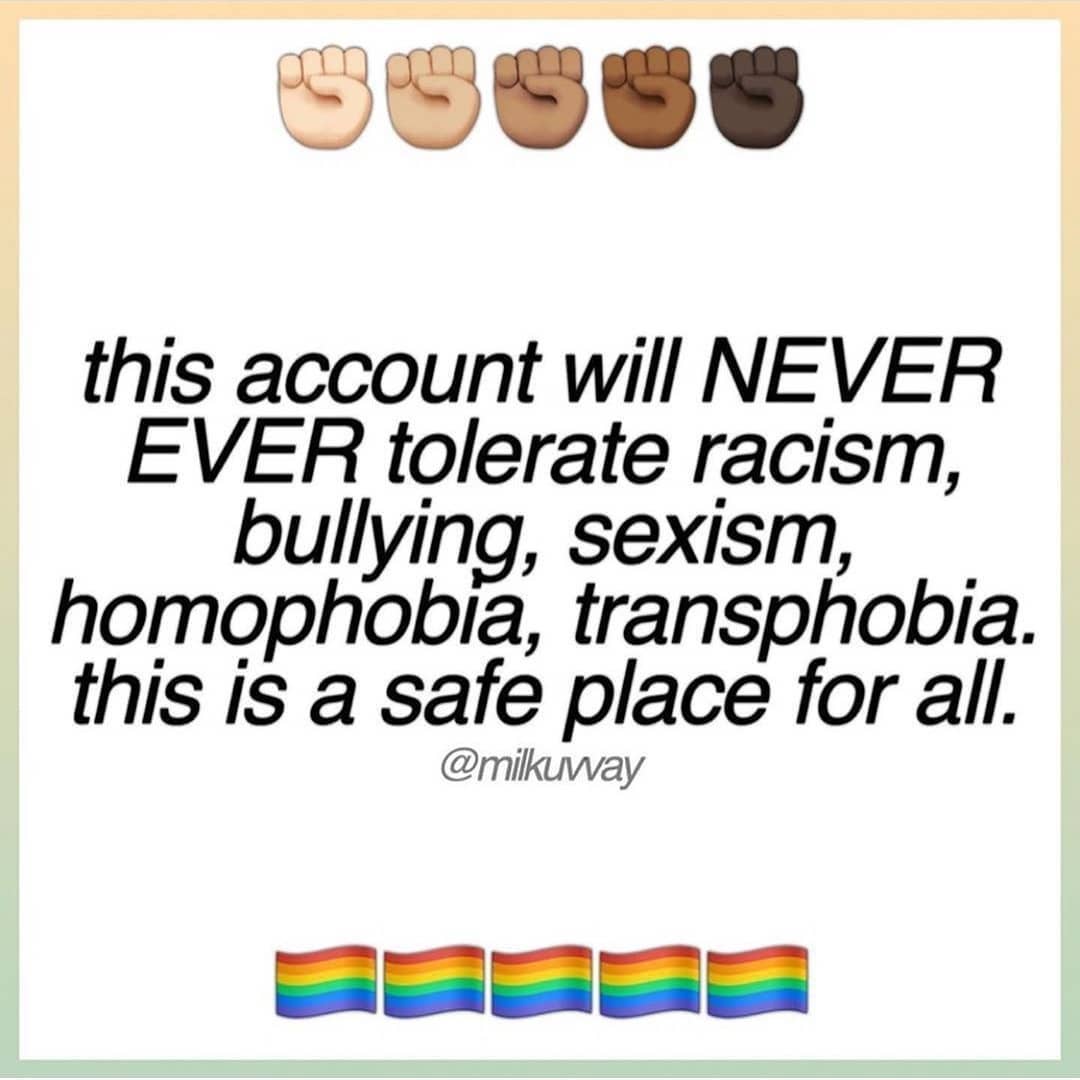 this account will NEVER
EVER tolerate racism,
bullying, sexism,
homophobia, transphobia.
this is a safe place for all.
@milkuvvay